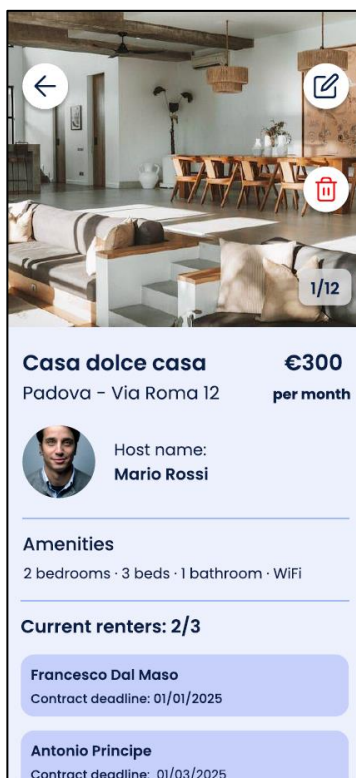 1/12
Casa dolce casa
€300
Padova - Via Roma 12
per month
Host name:
Mario Rossi
Amenities
2 bedrooms · 3 beds · 1 bathroom · WiFi
Current renters: 2/3
Francesco Dal Maso
Contract deadline: 01/01/2025
Antonio Principe
Contract deadline: 01/03/2025